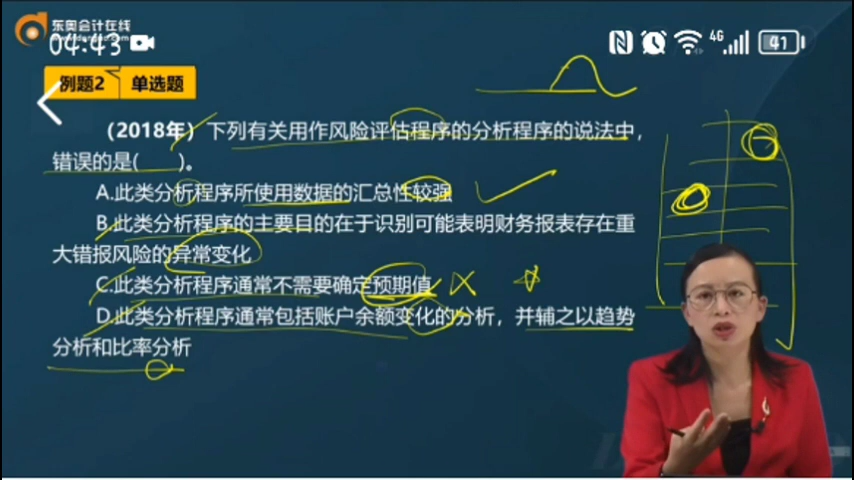 东奥会计在线
04:43
4G
41
例题2 单选题
(2018年)下列有关用作风险评估程序的分析程序的说法中,
错误的是( )。
A.此类分析程序所使用数据的汇总性较强
B.此类分析程序的主要目的在于识别可能表明财务报表存在重
大错报风险的异常变化
C.此类分析程序通常不需要确定预期值
D.此类分析程序通常包括账户余额变化的分析，并辅之以趋势
分析和比率分析